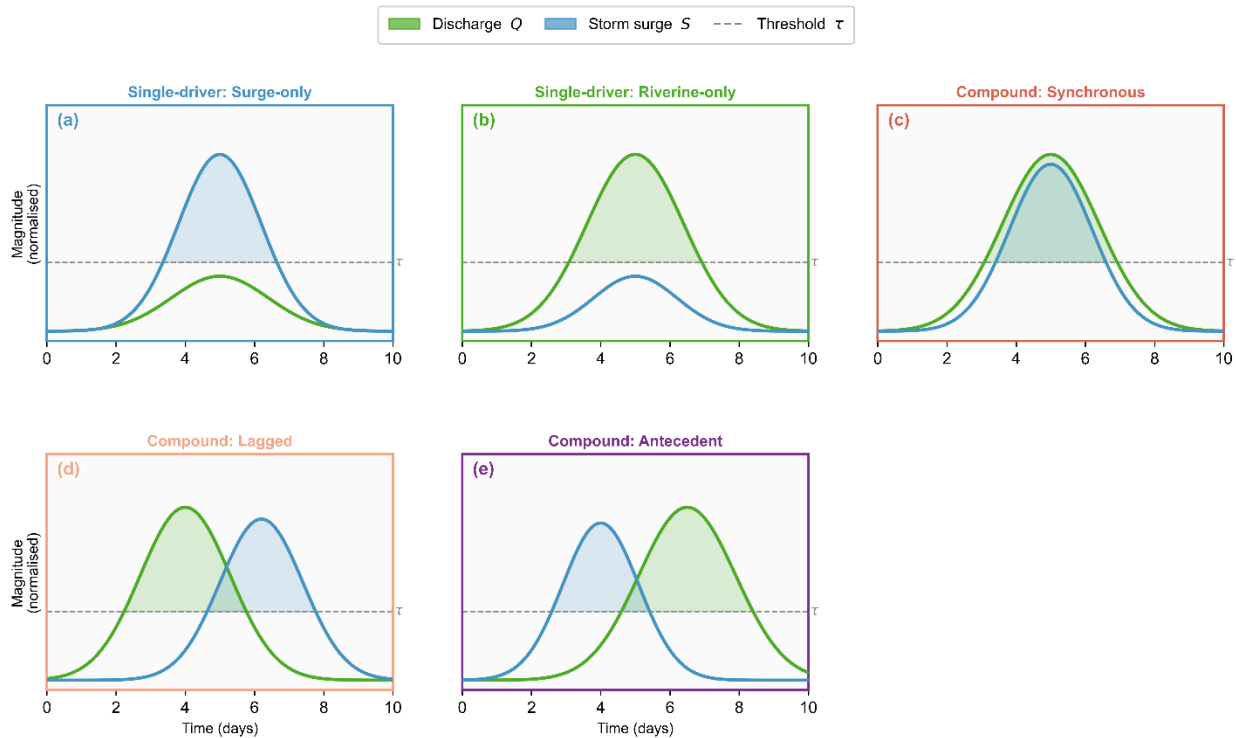 Discharge Q Storm surge S Threshold τ
Single-driver: Surge-only
(a)
Magnitude
(normalised)
τ
0 2 4 6 8 10
Single-driver: Riverine-only
(b)
τ
0 2 4 6 8 10
Compound: Synchronous
(c)
τ
0 2 4 6 8 10
Compound: Lagged
(d)
Magnitude
(normalised)
τ
0 2 4 6 8 10
Time (days)
Compound: Antecedent
(e)
τ
0 2 4 6 8 10
Time (days)